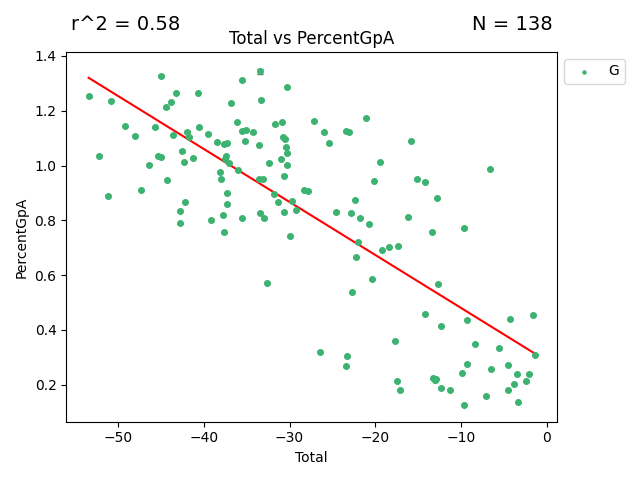 r^2 = 0.58
N = 138
Total vs PercentGpA
G
PercentGpA
1.4
1.2
1.0
0.8
0.6
0.4
0.2
−50 −40 −30 −20 −10 0
Total